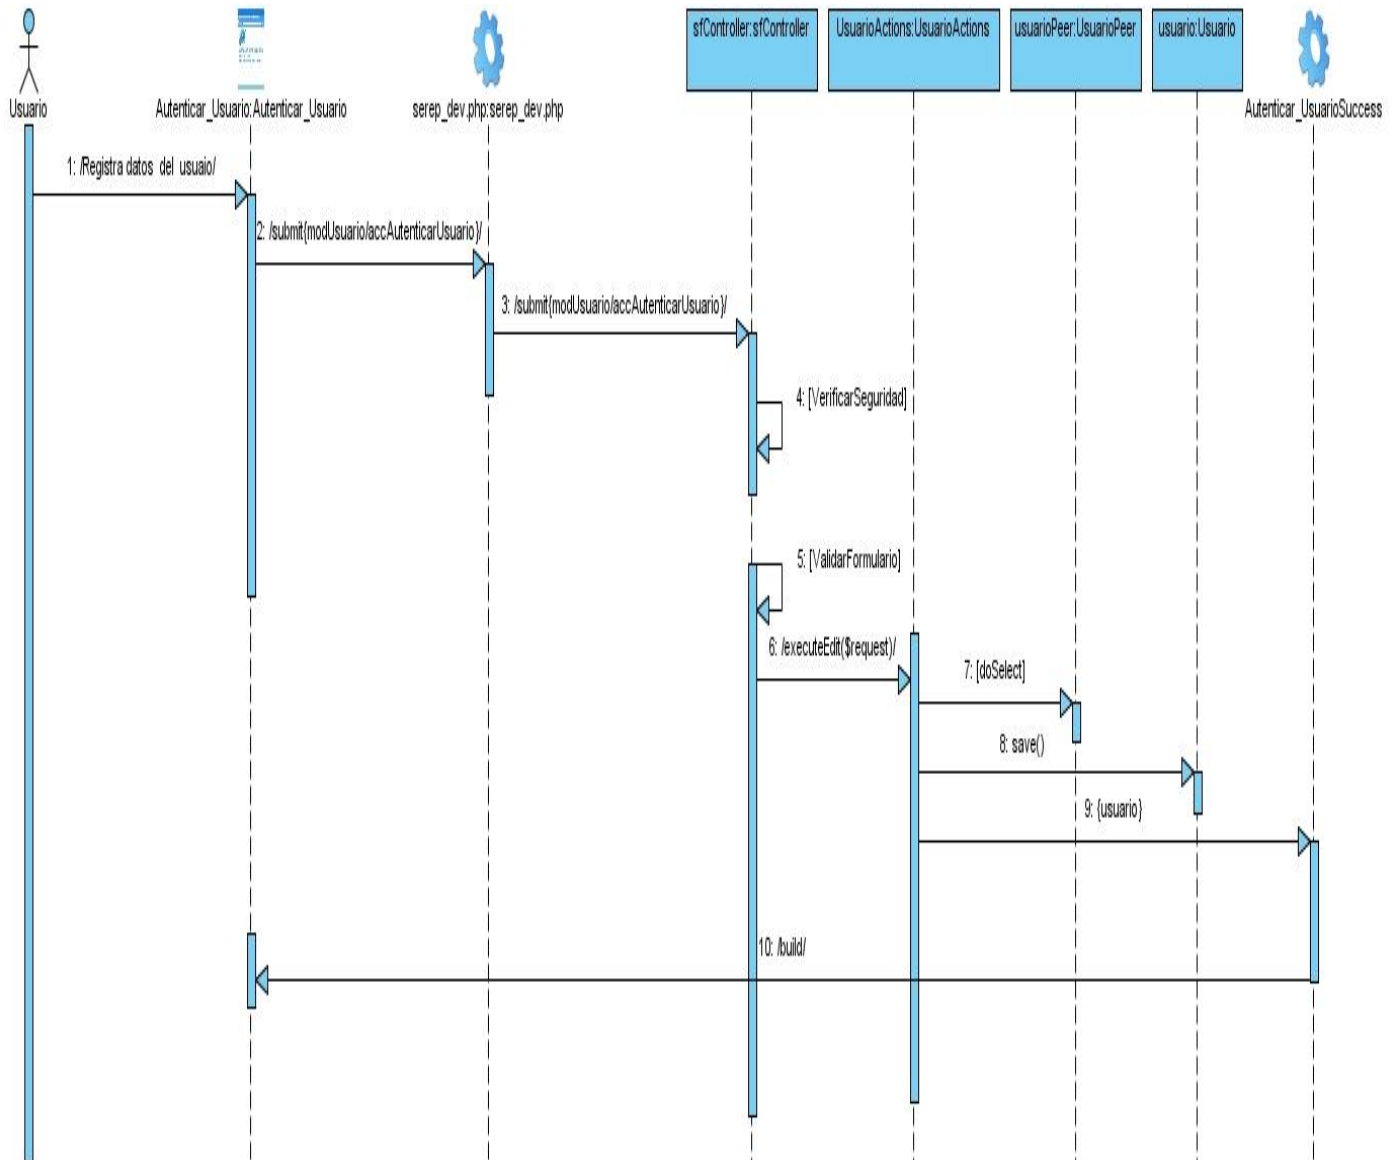 sfController:sfController
UsuarioActions:UsuarioActions
usuarioPeer:UsuarioPeer
usuario:Usuario
Usuario
Autenticar_Usuario:Autenticar_Usuario
serep_dev.php:serep_dev.php
Autenticar_UsuarioSuccess
1: /Registra datos del usuaio/
2: /submit{modUsuario/accAutenticarUsuario}/
3: /submit{modUsuario/accAutenticarUsuario}/
4: [VerificarSeguridad]
5: [ValidarFormulario]
6: /executeEdit($request)/
7: [doSelect]
8: save()
9: {usuario}
10: /build/